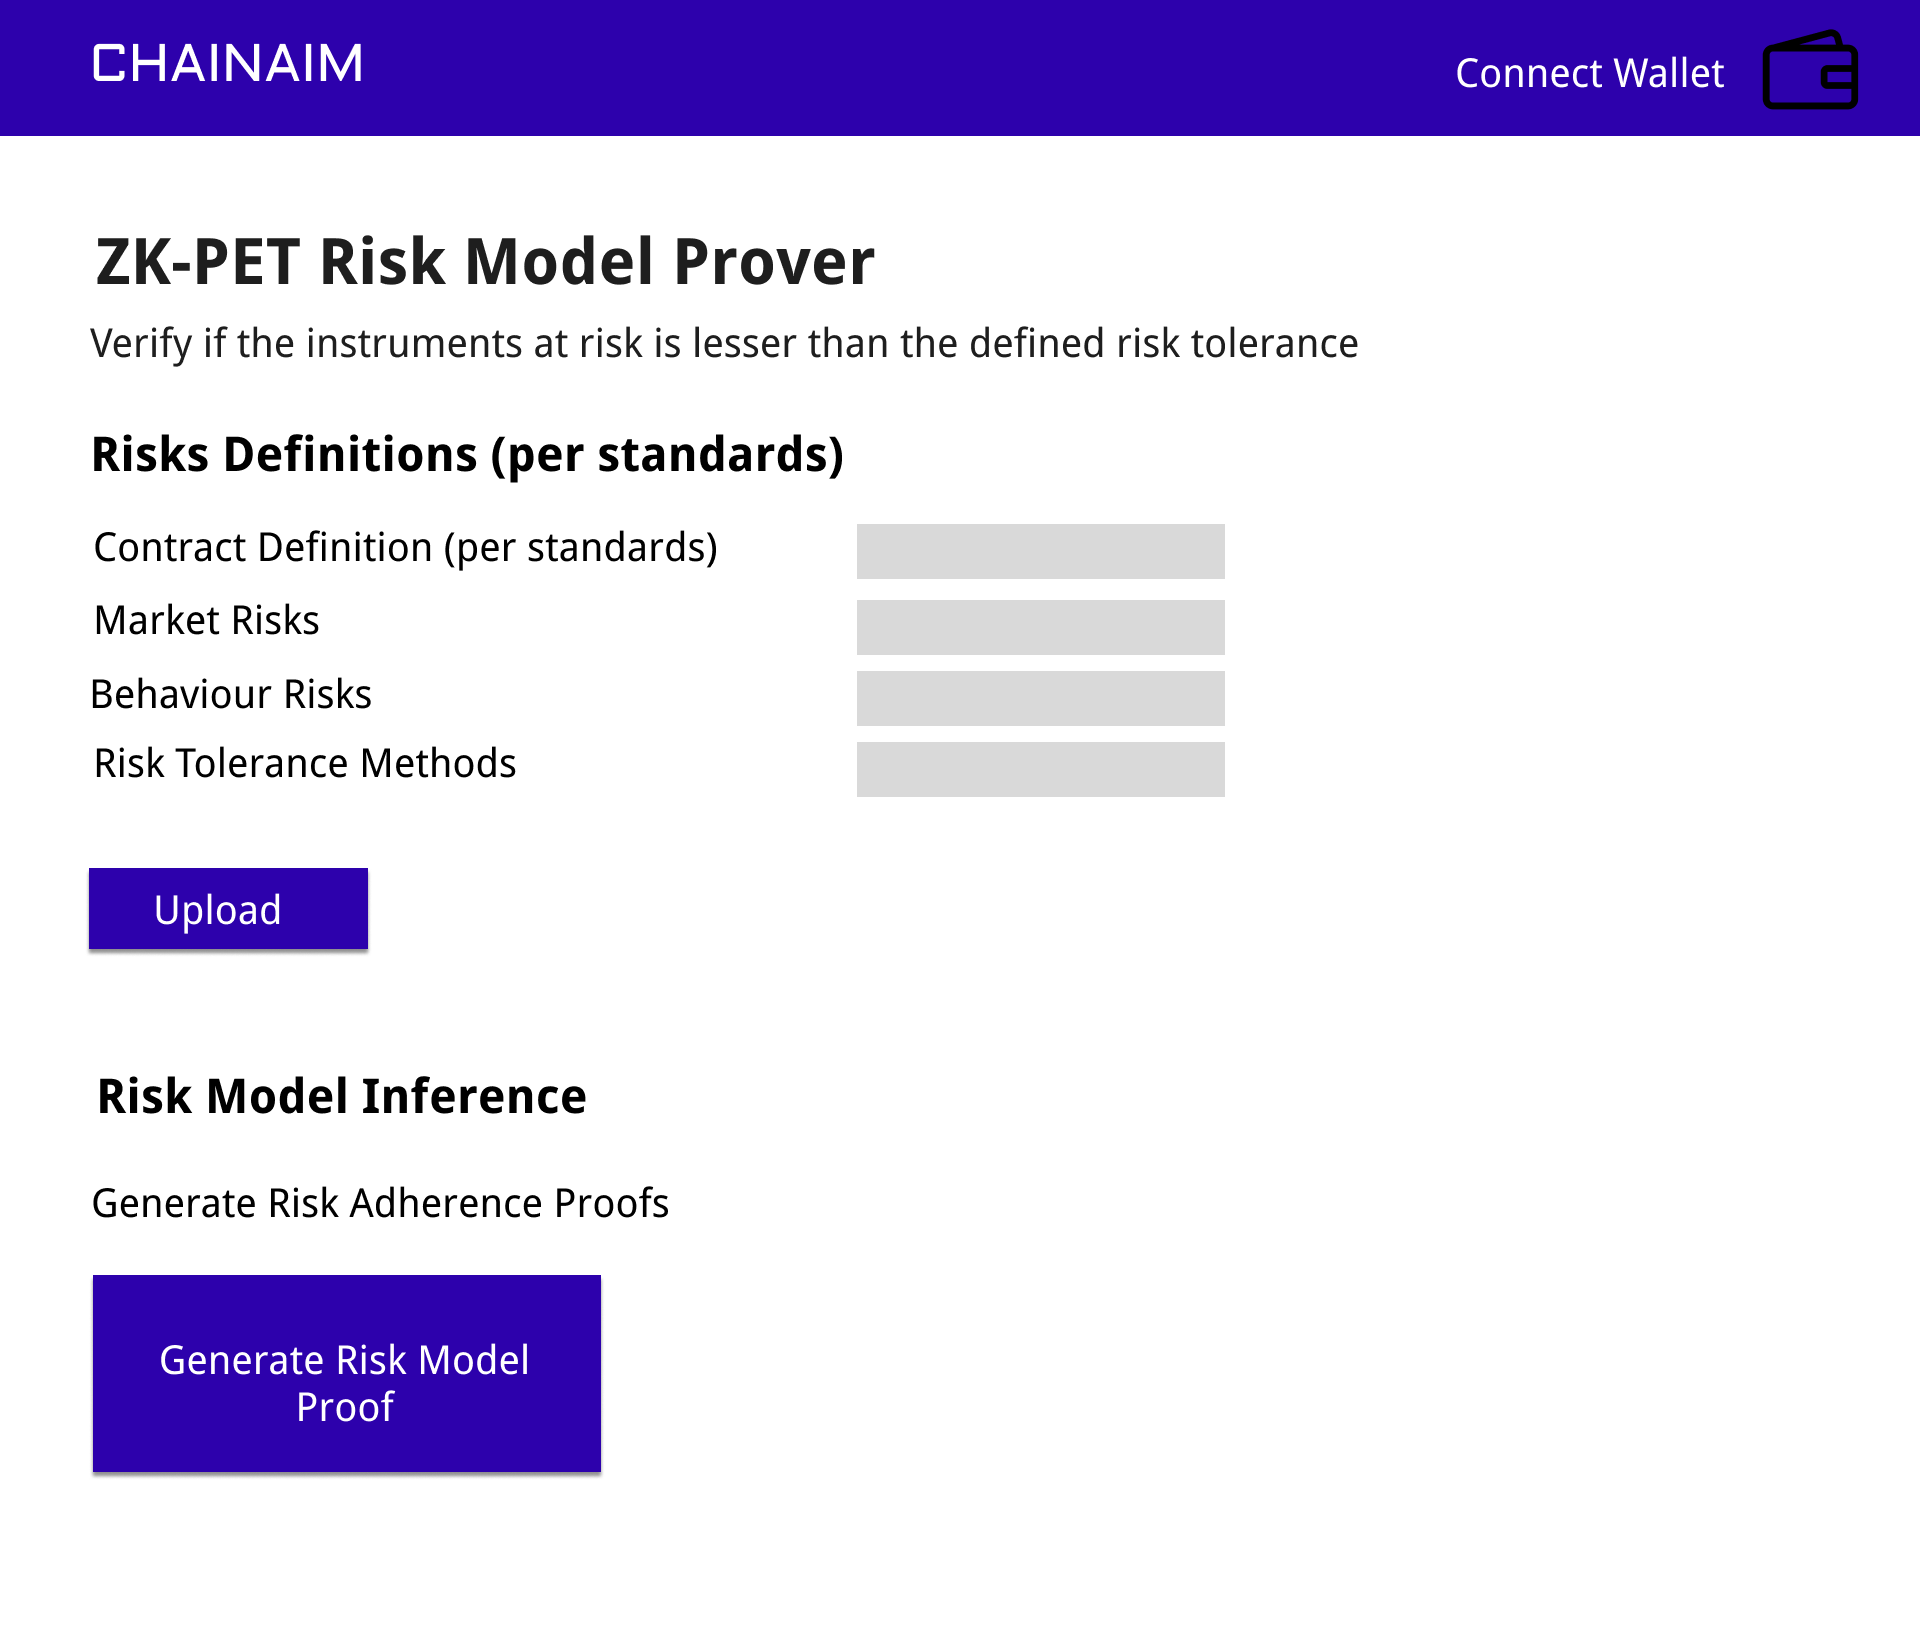 CHAINAIM
Connect Wallet
ZK-PET Risk Model Prover
Verify if the instruments at risk is lesser than the defined risk tolerance
Risks Definitions (per standards)
Contract Definition (per standards)
Market Risks
Behaviour Risks
Risk Tolerance Methods
Upload
Risk Model Inference
Generate Risk Adherence Proofs
Generate Risk Model
Proof